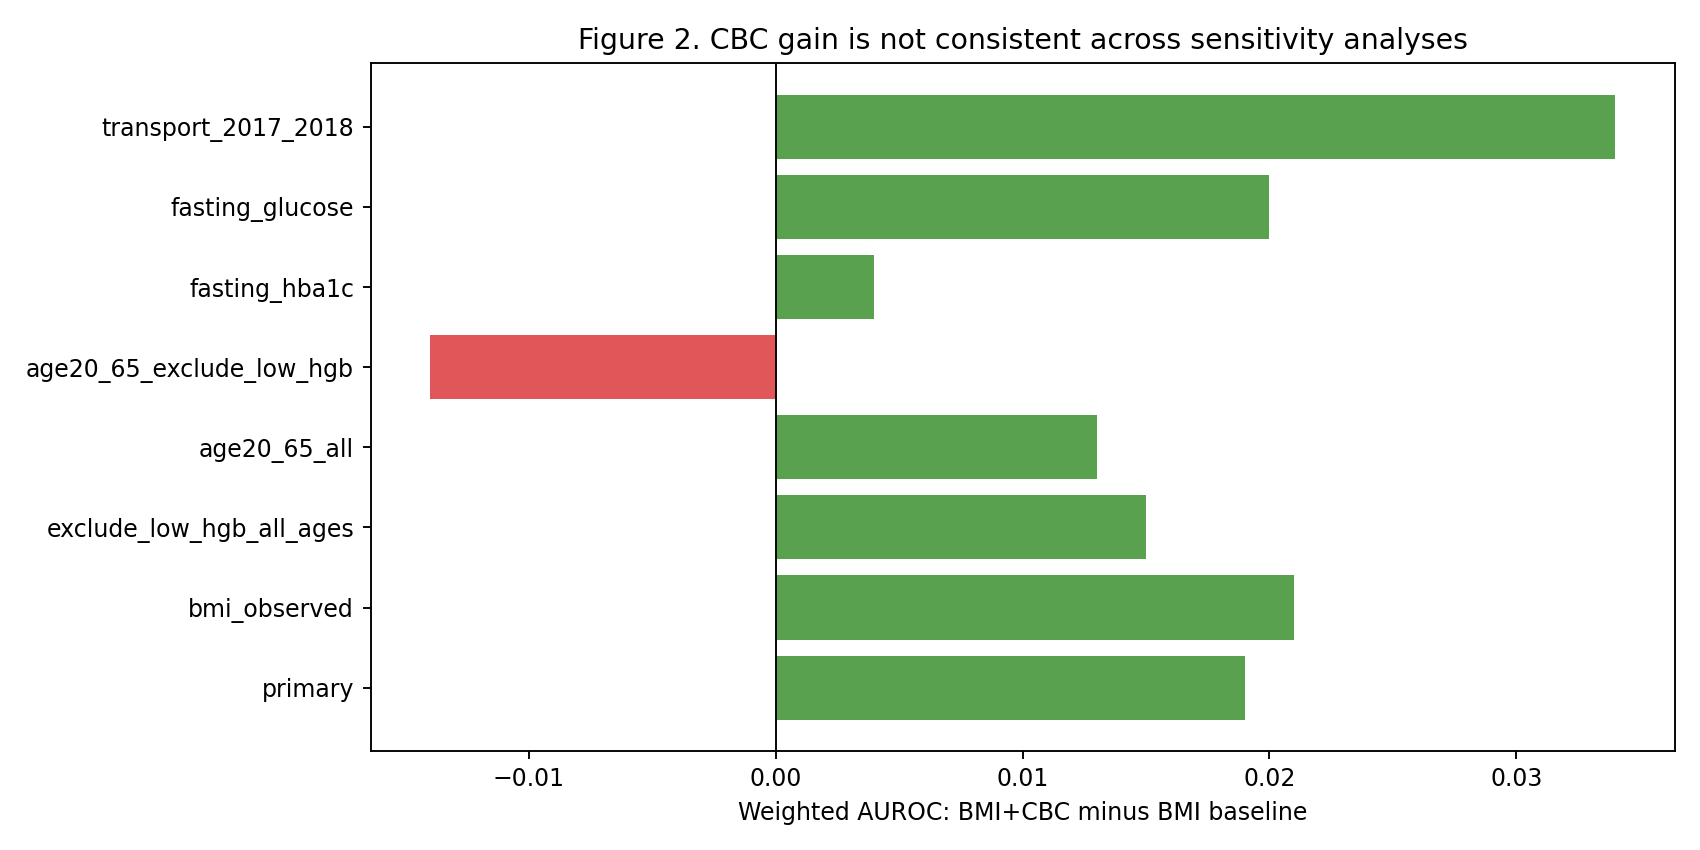 Figure 2. CBC gain is not consistent across sensitivity analyses
transport_2017_2018
fasting_glucose
fasting_hba1c
age20_65_exclude_low_hgb
age20_65_all
exclude_low_hgb_all_ages
bmi_observed
primary
−0.01 0.00 0.01 0.02 0.03
Weighted AUROC: BMI+CBC minus BMI baseline